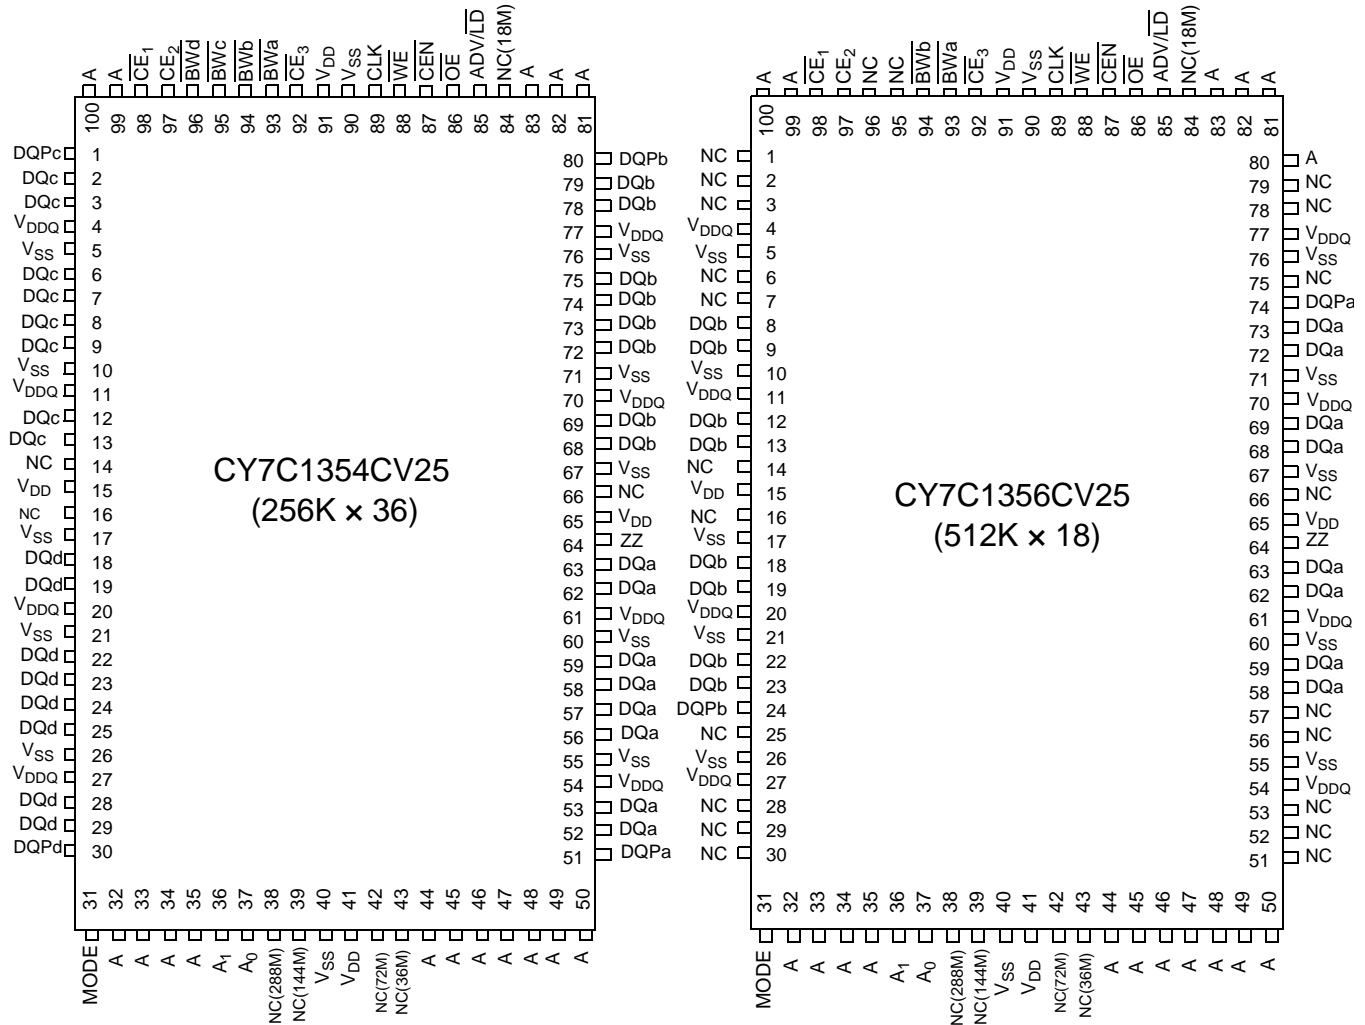 A A CE1 CE2 BWd BWc BWb BWa CE3 VDD VSS CLK WE CEN OE ADV/LD NC(18M) A A A
100 99 98 97 96 95 94 93 92 91 90 89 88 87 86 85 84 83 82 81
DQPc 1
DQc 2
DQc 3
VDDQ 4
VSS 5
DQc 6
DQc 7
DQc 8
DQc 9
VSS 10
VDDQ 11
DQc 12
DQc 13
NC 14
VDD 15
NC 16
VSS 17
DQd 18
DQd 19
VDDQ 20
VSS 21
DQd 22
DQd 23
DQd 24
DQd 25
VSS 26
VDDQ 27
DQd 28
DQd 29
DQPd 30
CY7C1354CV25
(256K × 36)
80 DQPb
79 DQb
78 DQb
77 VDDQ
76 VSS
75 DQb
74 DQb
73 DQb
72 DQb
71 VSS
70 VDDQ
69 DQb
68 DQb
67 VSS
66 NC
65 VDD
64 ZZ
63 DQa
62 DQa
61 VDDQ
60 VSS
59 DQa
58 DQa
57 DQa
56 DQa
55 VSS
54 VDDQ
53 DQa
52 DQa
51 DQPa
31 32 33 34 35 36 37 38 39 40 41 42 43 44 45 46 47 48 49 50
MODE A A A A A1 A0 NC(288M) NC(144M) VSS VDD NC(72M) NC(36M) A A A A A A A
A A CE1 CE2 NC NC BWb BWa CE3 VDD VSS CLK WE CEN OE ADV/LD NC(18M) A A A
100 99 98 97 96 95 94 93 92 91 90 89 88 87 86 85 84 83 82 81
NC 1
NC 2
NC 3
VDDQ 4
VSS 5
NC 6
NC 7
DQb 8
DQb 9
VSS 10
VDDQ 11
DQb 12
DQb 13
NC 14
VDD 15
NC 16
VSS 17
DQb 18
DQb 19
VDDQ 20
VSS 21
DQb 22
DQb 23
DQPb 24
NC 25
VSS 26
VDDQ 27
NC 28
NC 29
NC 30
CY7C1356CV25
(512K × 18)
80 A
79 NC
78 NC
77 VDDQ
76 VSS
75 NC
74 DQPa
73 DQa
72 DQa
71 VSS
70 VDDQ
69 DQa
68 DQa
67 VSS
66 NC
65 VDD
64 ZZ
63 DQa
62 DQa
61 VDDQ
60 VSS
59 DQa
58 DQa
57 NC
56 NC
55 VSS
54 VDDQ
53 NC
52 NC
51 NC
31 32 33 34 35 36 37 38 39 40 41 42 43 44 45 46 47 48 49 50
MODE A A A A A1 A0 NC(288M) NC(144M) VSS VDD NC(72M) NC(36M) A A A A A A A